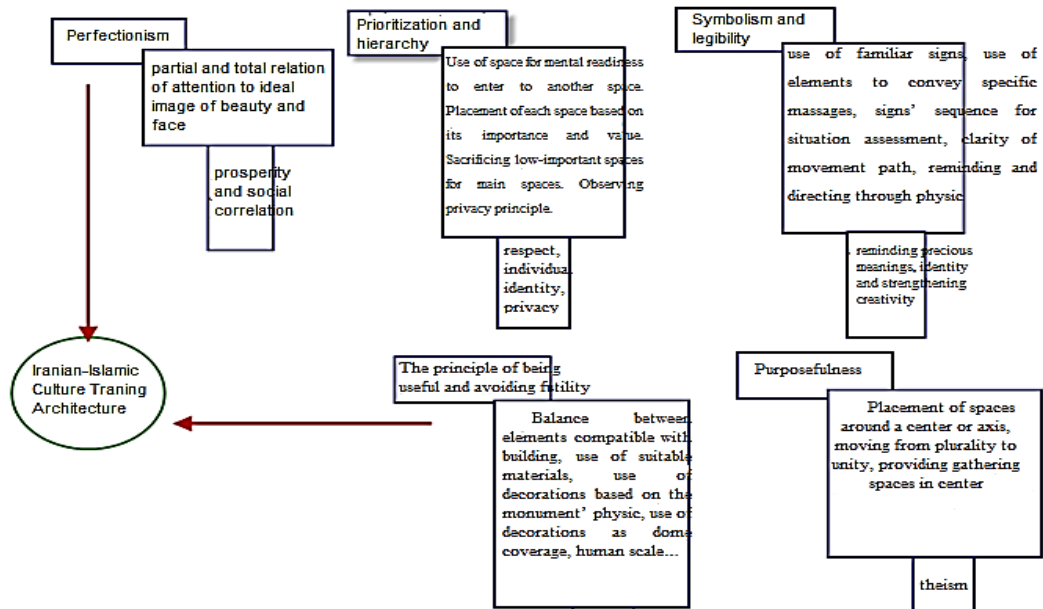 Perfectionism
partial and total relation
of attention to ideal
image of beauty and
face
prosperity
and social
correlation
Prioritization and
hierarchy
Use of space for mental readiness
to enter to another space.
Placement of each space based on
its importance and value.
Sacrificing low-important spaces
for main spaces. Observing
privacy principle.
respect,
individual
identity,
privacy
Symbolism and
legibility
use of familiar signs, use of
elements to convey specific
massages, signs' sequence for
situation assessment, clarity of
movement path, reminding and
directing through physic
. reminding precious
meanings, identity
and strengthening
creativity
Iranian-Islamic
Culture Traning
Architecture
The principle of being
useful and avoiding futility
Balance between
elements compatible with
building, use of suitable
materials, use of
decorations based on the
monument' physic, use of
decorations as dome
coverage, human scale...
Purposefulness
Placement of spaces
around a center or axis,
moving from plurality to
unity, providing gathering
spaces in center
theism